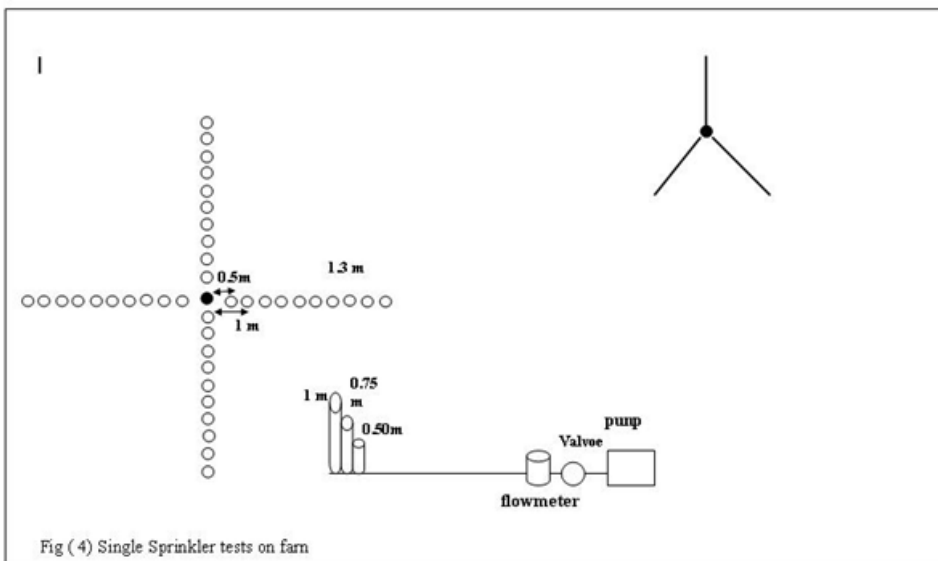 |
1.3 m
0.5m
1 m
0.75
1 m
m
0.50m
punp
Valvoe
flowmeter
Fig ( 4) Single Sprinkler tests on farn